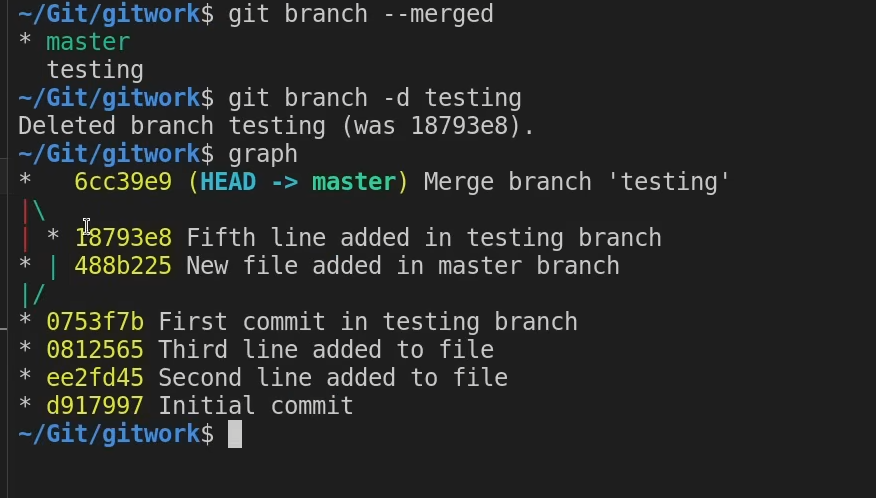 ~/Git/gitwork$ git branch --merged
* master
  testing
~/Git/gitwork$ git branch -d testing
Deleted branch testing (was 18793e8).
~/Git/gitwork$ graph
*   6cc39e9 (HEAD -> master) Merge branch 'testing'
|\
| * 18793e8 Fifth line added in testing branch
* | 488b225 New file added in master branch
|/
* 0753f7b First commit in testing branch
* 0812565 Third line added to file
* ee2fd45 Second line added to file
* d917997 Initial commit
~/Git/gitwork$